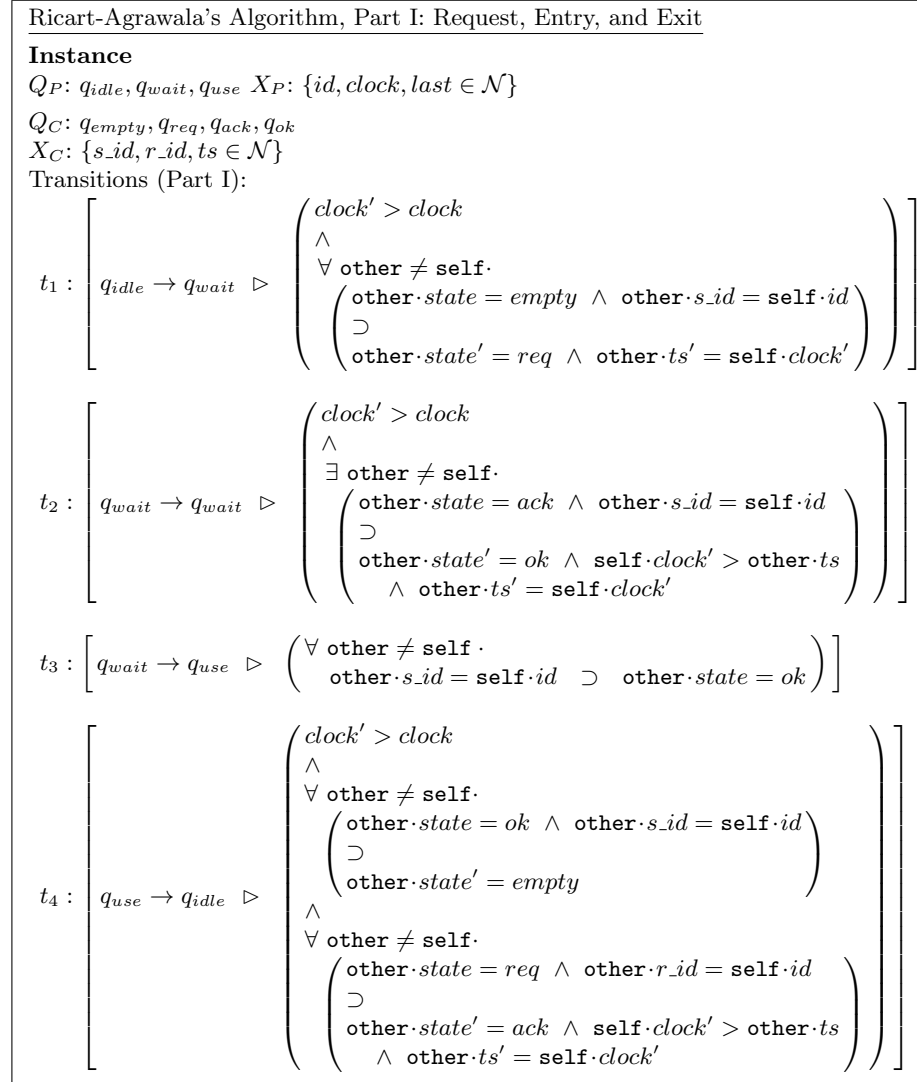 Ricart-Agrawala's Algorithm, Part I: Request, Entry, and Exit
Instance
Q_P: q_idle, q_wait, q_use X_P: {id, clock, last ∈ 𝒩}
Q_C: q_empty, q_req, q_ack, q_ok
X_C: {s_id, r_id, ts ∈ 𝒩}
Transitions (Part I):
clock′ > clock
∧
∀ other ≠ self·
other·state = empty ∧ other·s_id = self·id
t_1 : [ q_idle → q_wait ▷
⊃
other·state′ = req ∧ other·ts′ = self·clock′
clock′ > clock
∧
∃ other ≠ self·
other·state = ack ∧ other·s_id = self·id
t_2 : [ q_wait → q_wait ▷
⊃
other·state′ = ok ∧ self·clock′ > other·ts
∧ other·ts′ = self·clock′
t_3 : [ q_wait → q_use ▷
∀ other ≠ self ·
other·s_id = self·id ⊃ other·state = ok
clock′ > clock
∧
∀ other ≠ self·
other·state = ok ∧ other·s_id = self·id
⊃
other·state′ = empty
t_4 : [ q_use → q_idle ▷
∧
∀ other ≠ self·
other·state = req ∧ other·r_id = self·id
⊃
other·state′ = ack ∧ self·clock′ > other·ts
∧ other·ts′ = self·clock′